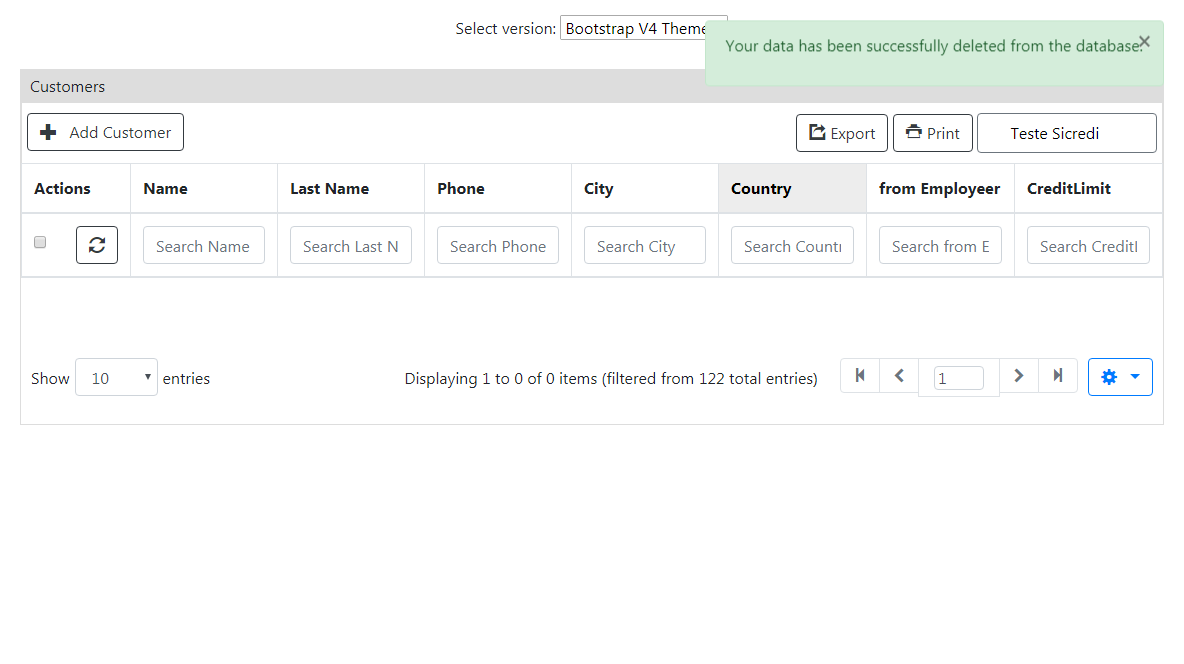 Select version: Bootstrap V4 Theme
Your data has been successfully deleted from the database.
Customers
Add Customer
Export
Print
Teste Sicredi
Actions Name Last Name Phone City Country from Employeer CreditLimit
Search Name Search Last N Search Phone Search City Search Count Search from E Search Credit
Show 10 entries
Displaying 1 to 0 of 0 items (filtered from 122 total entries)
1